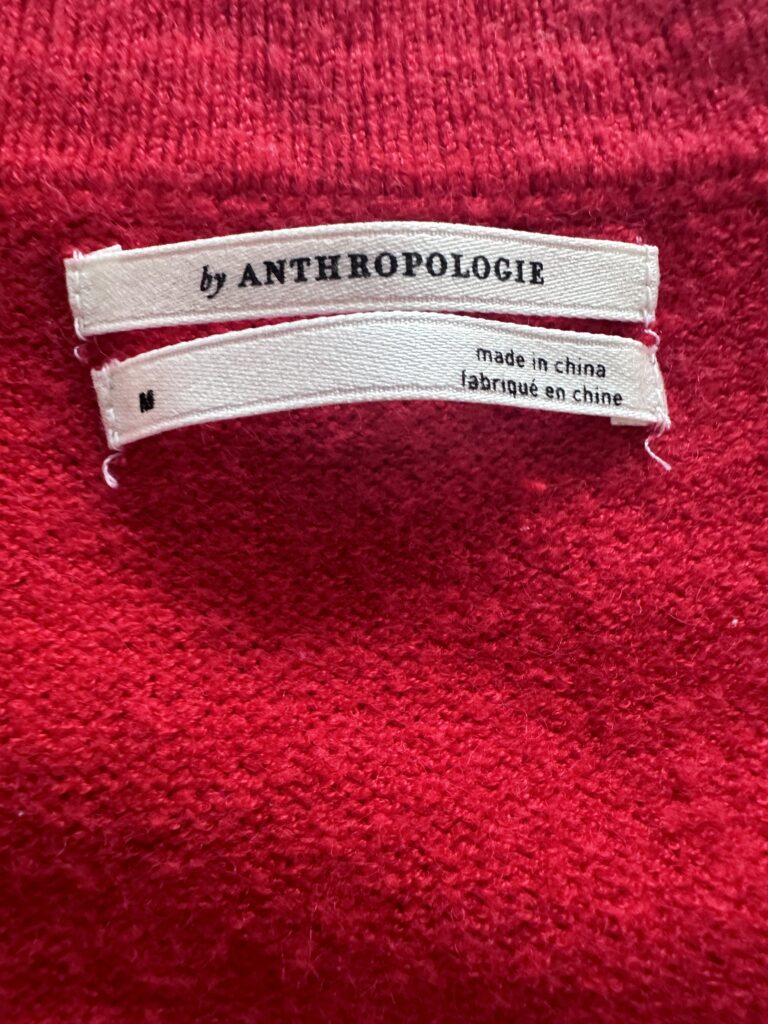 by ANTHROPOLOGIE
made in china
M
fabriqué en chine